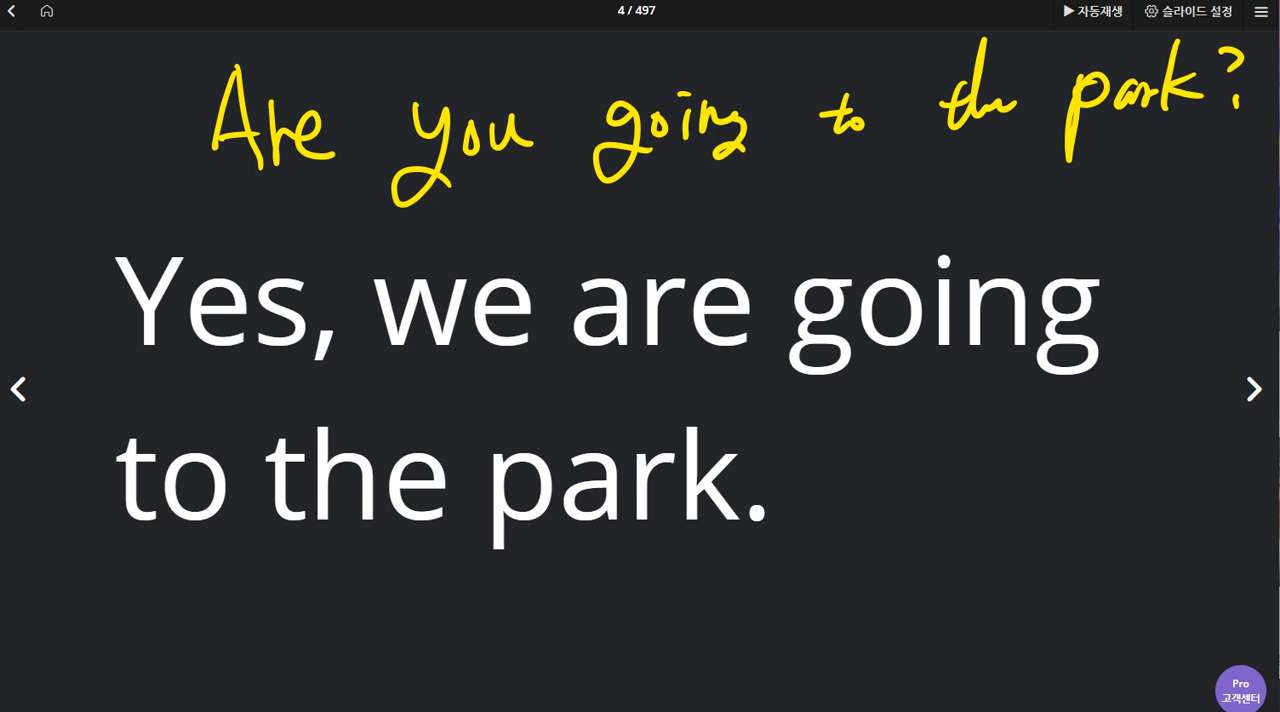 4 / 497
▶ 자동재생
슬라이드 설정
Are you going to the park?
Yes, we are going
to the park.
Pro
고객센터